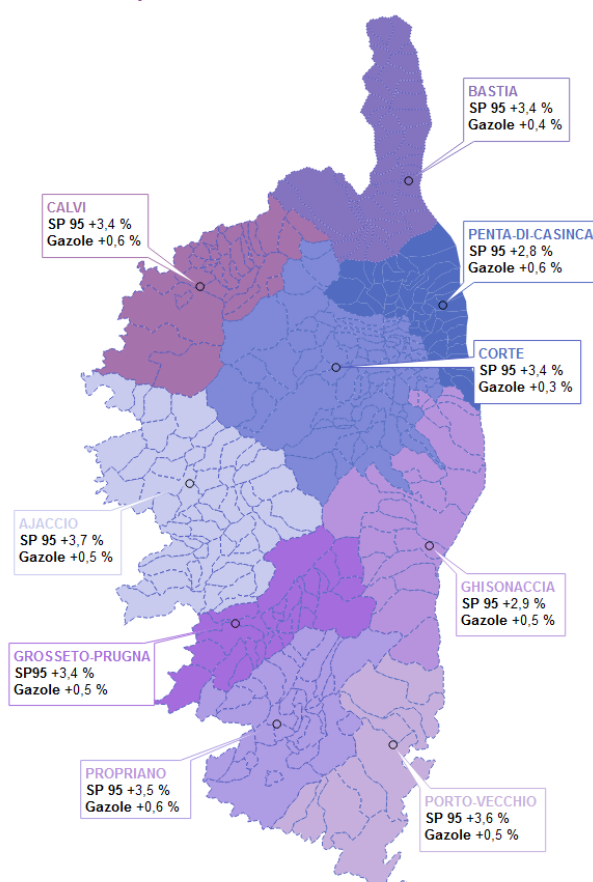 BASTIA
SP 95 +3,4 %
Gazole +0,4 %
CALVI
SP 95 +3,4 %
Gazole +0,6 %
PENTA-DI-CASINCA
SP 95 +2,8 %
Gazole +0,6 %
CORTE
SP 95 +3,4 %
Gazole +0,3 %
AJACCIO
SP 95 +3,7 %
Gazole +0,5 %
GHISONACCIA
SP 95 +2,9 %
Gazole +0,5 %
GROSSETO-PRUGNA
SP95 +3,4 %
Gazole +0,5 %
PROPRIANO
SP 95 +3,5 %
Gazole +0,6 %
PORTO-VECCHIO
SP 95 +3,6 %
Gazole +0,5 %